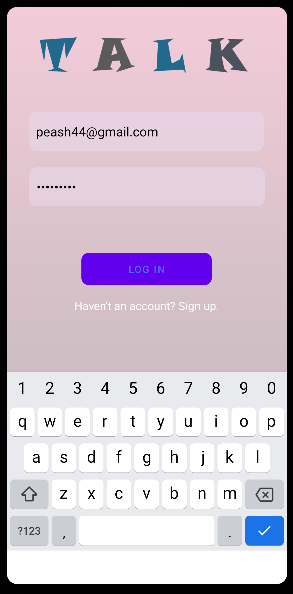 TALK
peash44@gmail.com
•••••••••
LOG IN
Haven't an account? Sign up.
1 2 3 4 5 6 7 8 9 0
q w e r t y u i o p
a s d f g h j k l
z x c v b n m
?123 , .